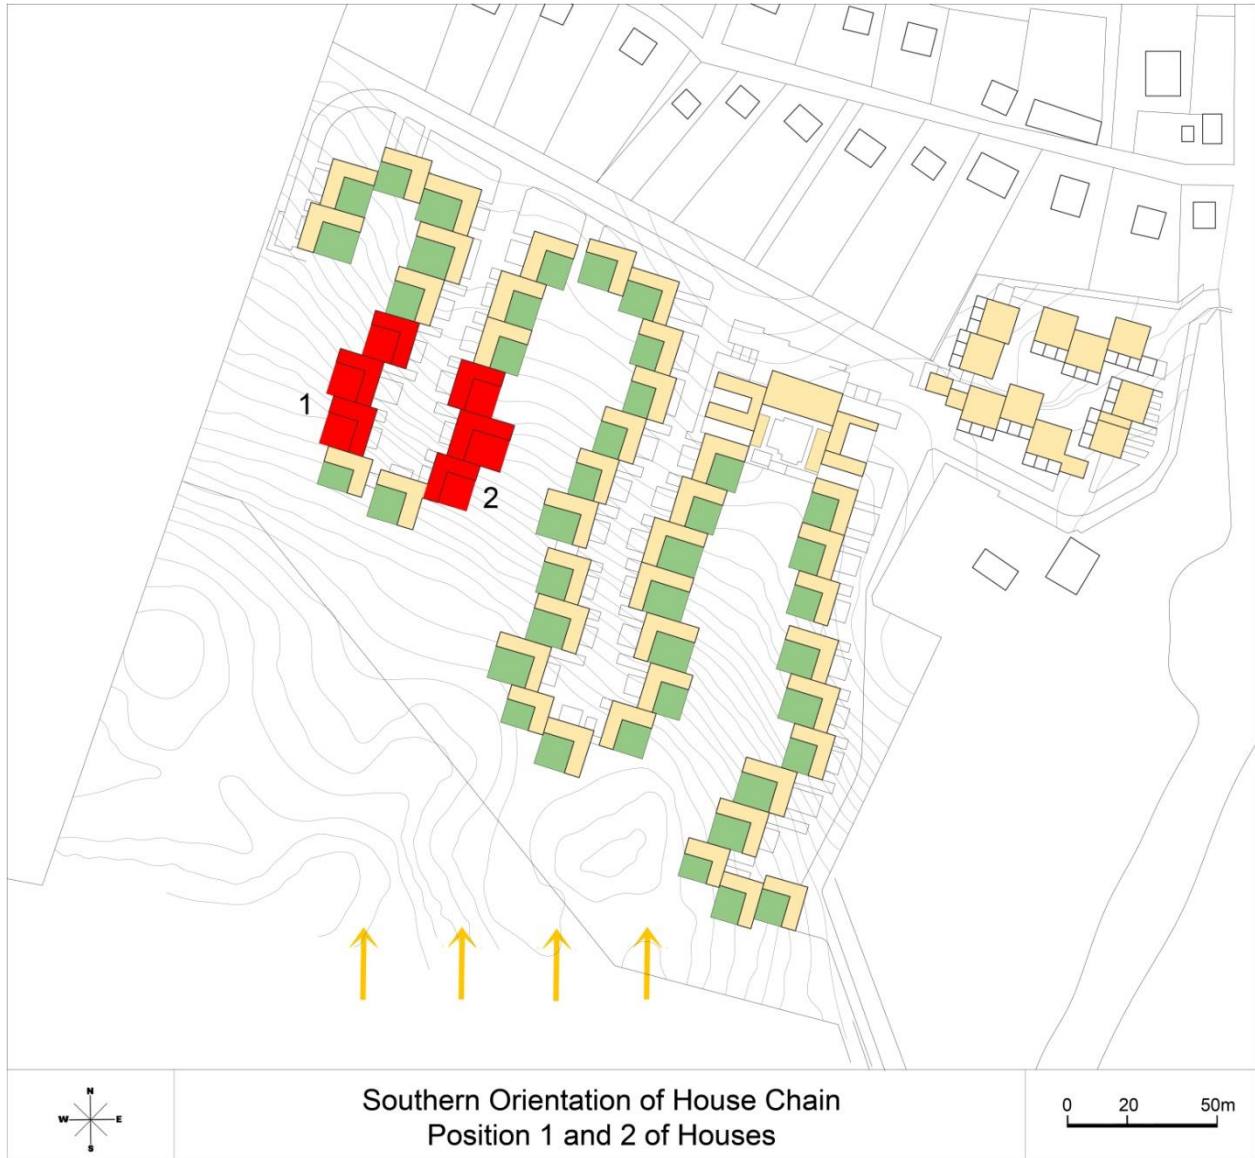 1
2
N
W E
S
Southern Orientation of House Chain
Position 1 and 2 of Houses
0 20 50m